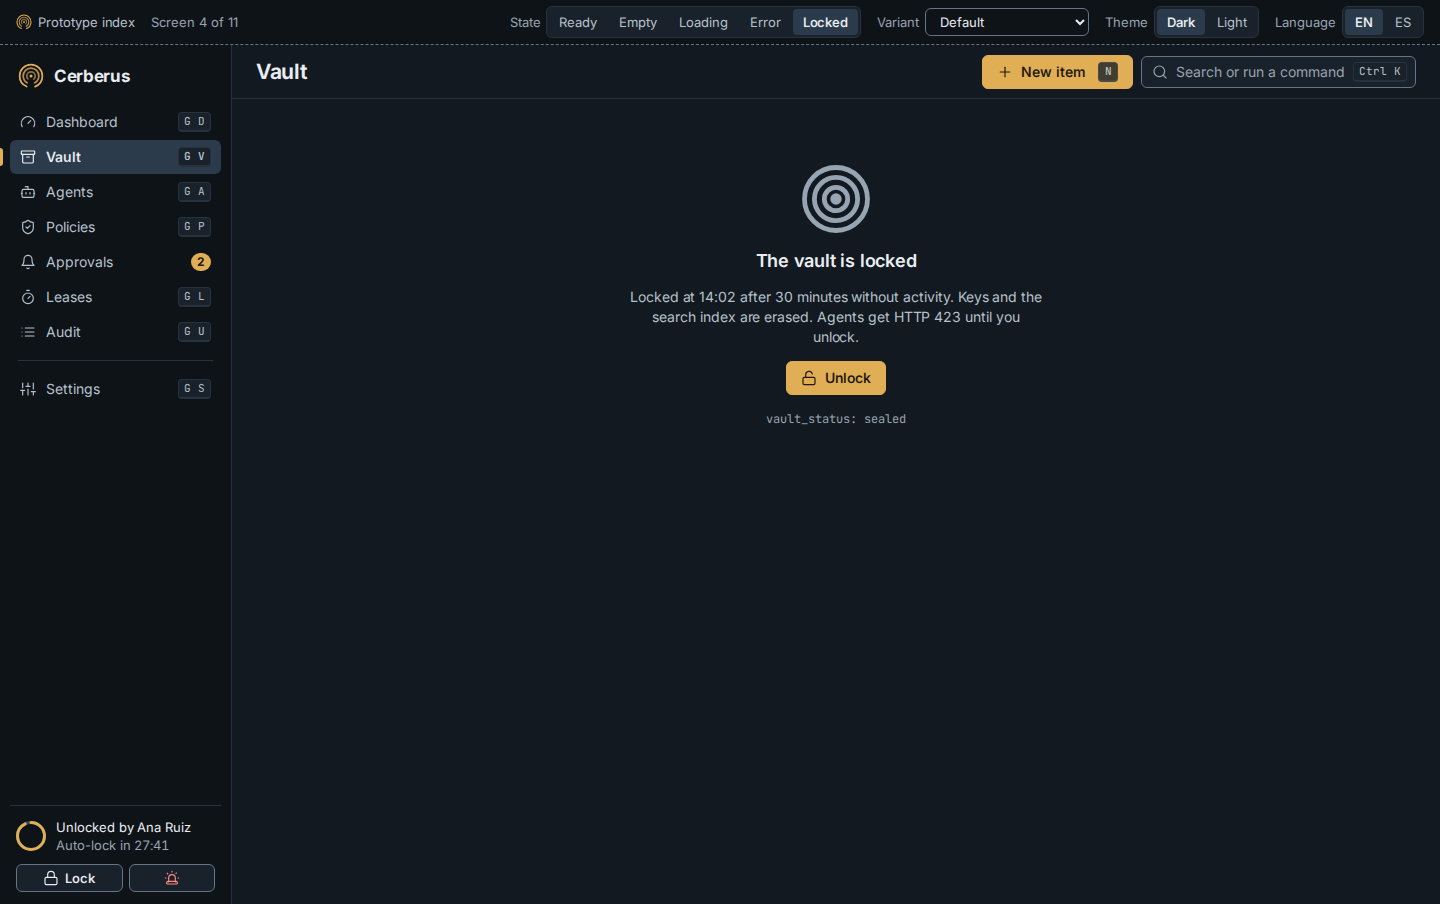 Prototype index Screen 4 of 11 State Ready Empty Loading Error Locked Variant Default Theme Dark Light Language EN ES
Cerberus
Vault
New item N
Search or run a command Ctrl K
Dashboard G D
Vault G V
Agents G A
Policies G P
Approvals 2
Leases G L
Audit G U
Settings G S
The vault is locked
Locked at 14:02 after 30 minutes without activity. Keys and the
search index are erased. Agents get HTTP 423 until you
unlock.
Unlock
vault_status: sealed
Unlocked by Ana Ruiz
Auto-lock in 27:41
Lock